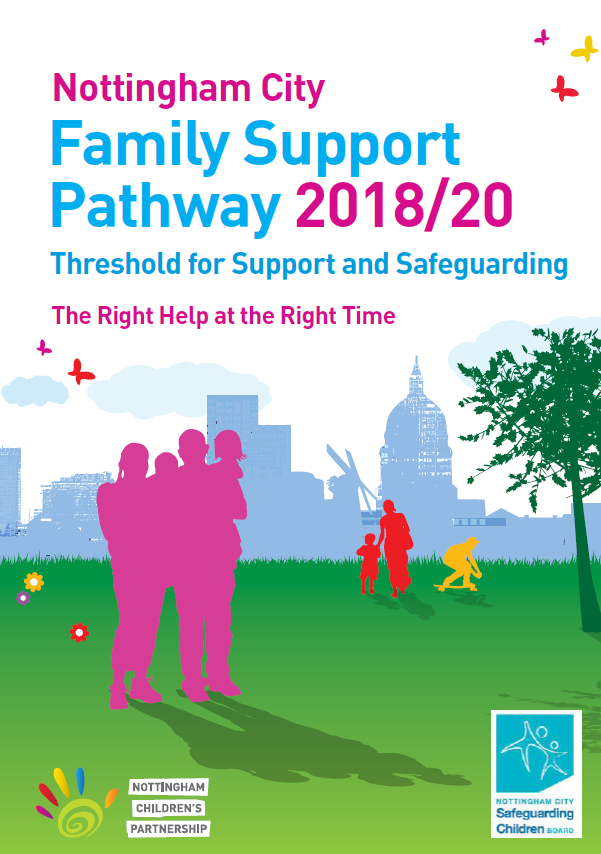 Nottingham City
Family Support
Pathway 2018/20
Threshold for Support and Safeguarding
The Right Help at the Right Time
NOTTINGHAM
CHILDREN'S
PARTNERSHIP
NOTTINGHAM CITY
Safeguarding
Children BOARD